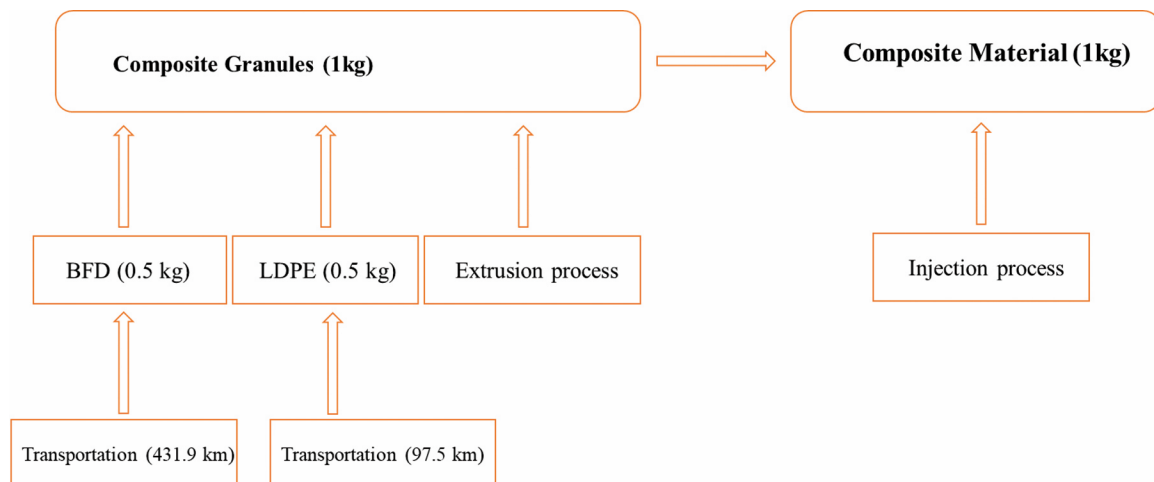 Composite Granules (1kg)
Composite Material (1kg)
BFD (0.5 kg)
LDPE (0.5 kg)
Extrusion process
Injection process
Transportation (431.9 km)
Transportation (97.5 km)